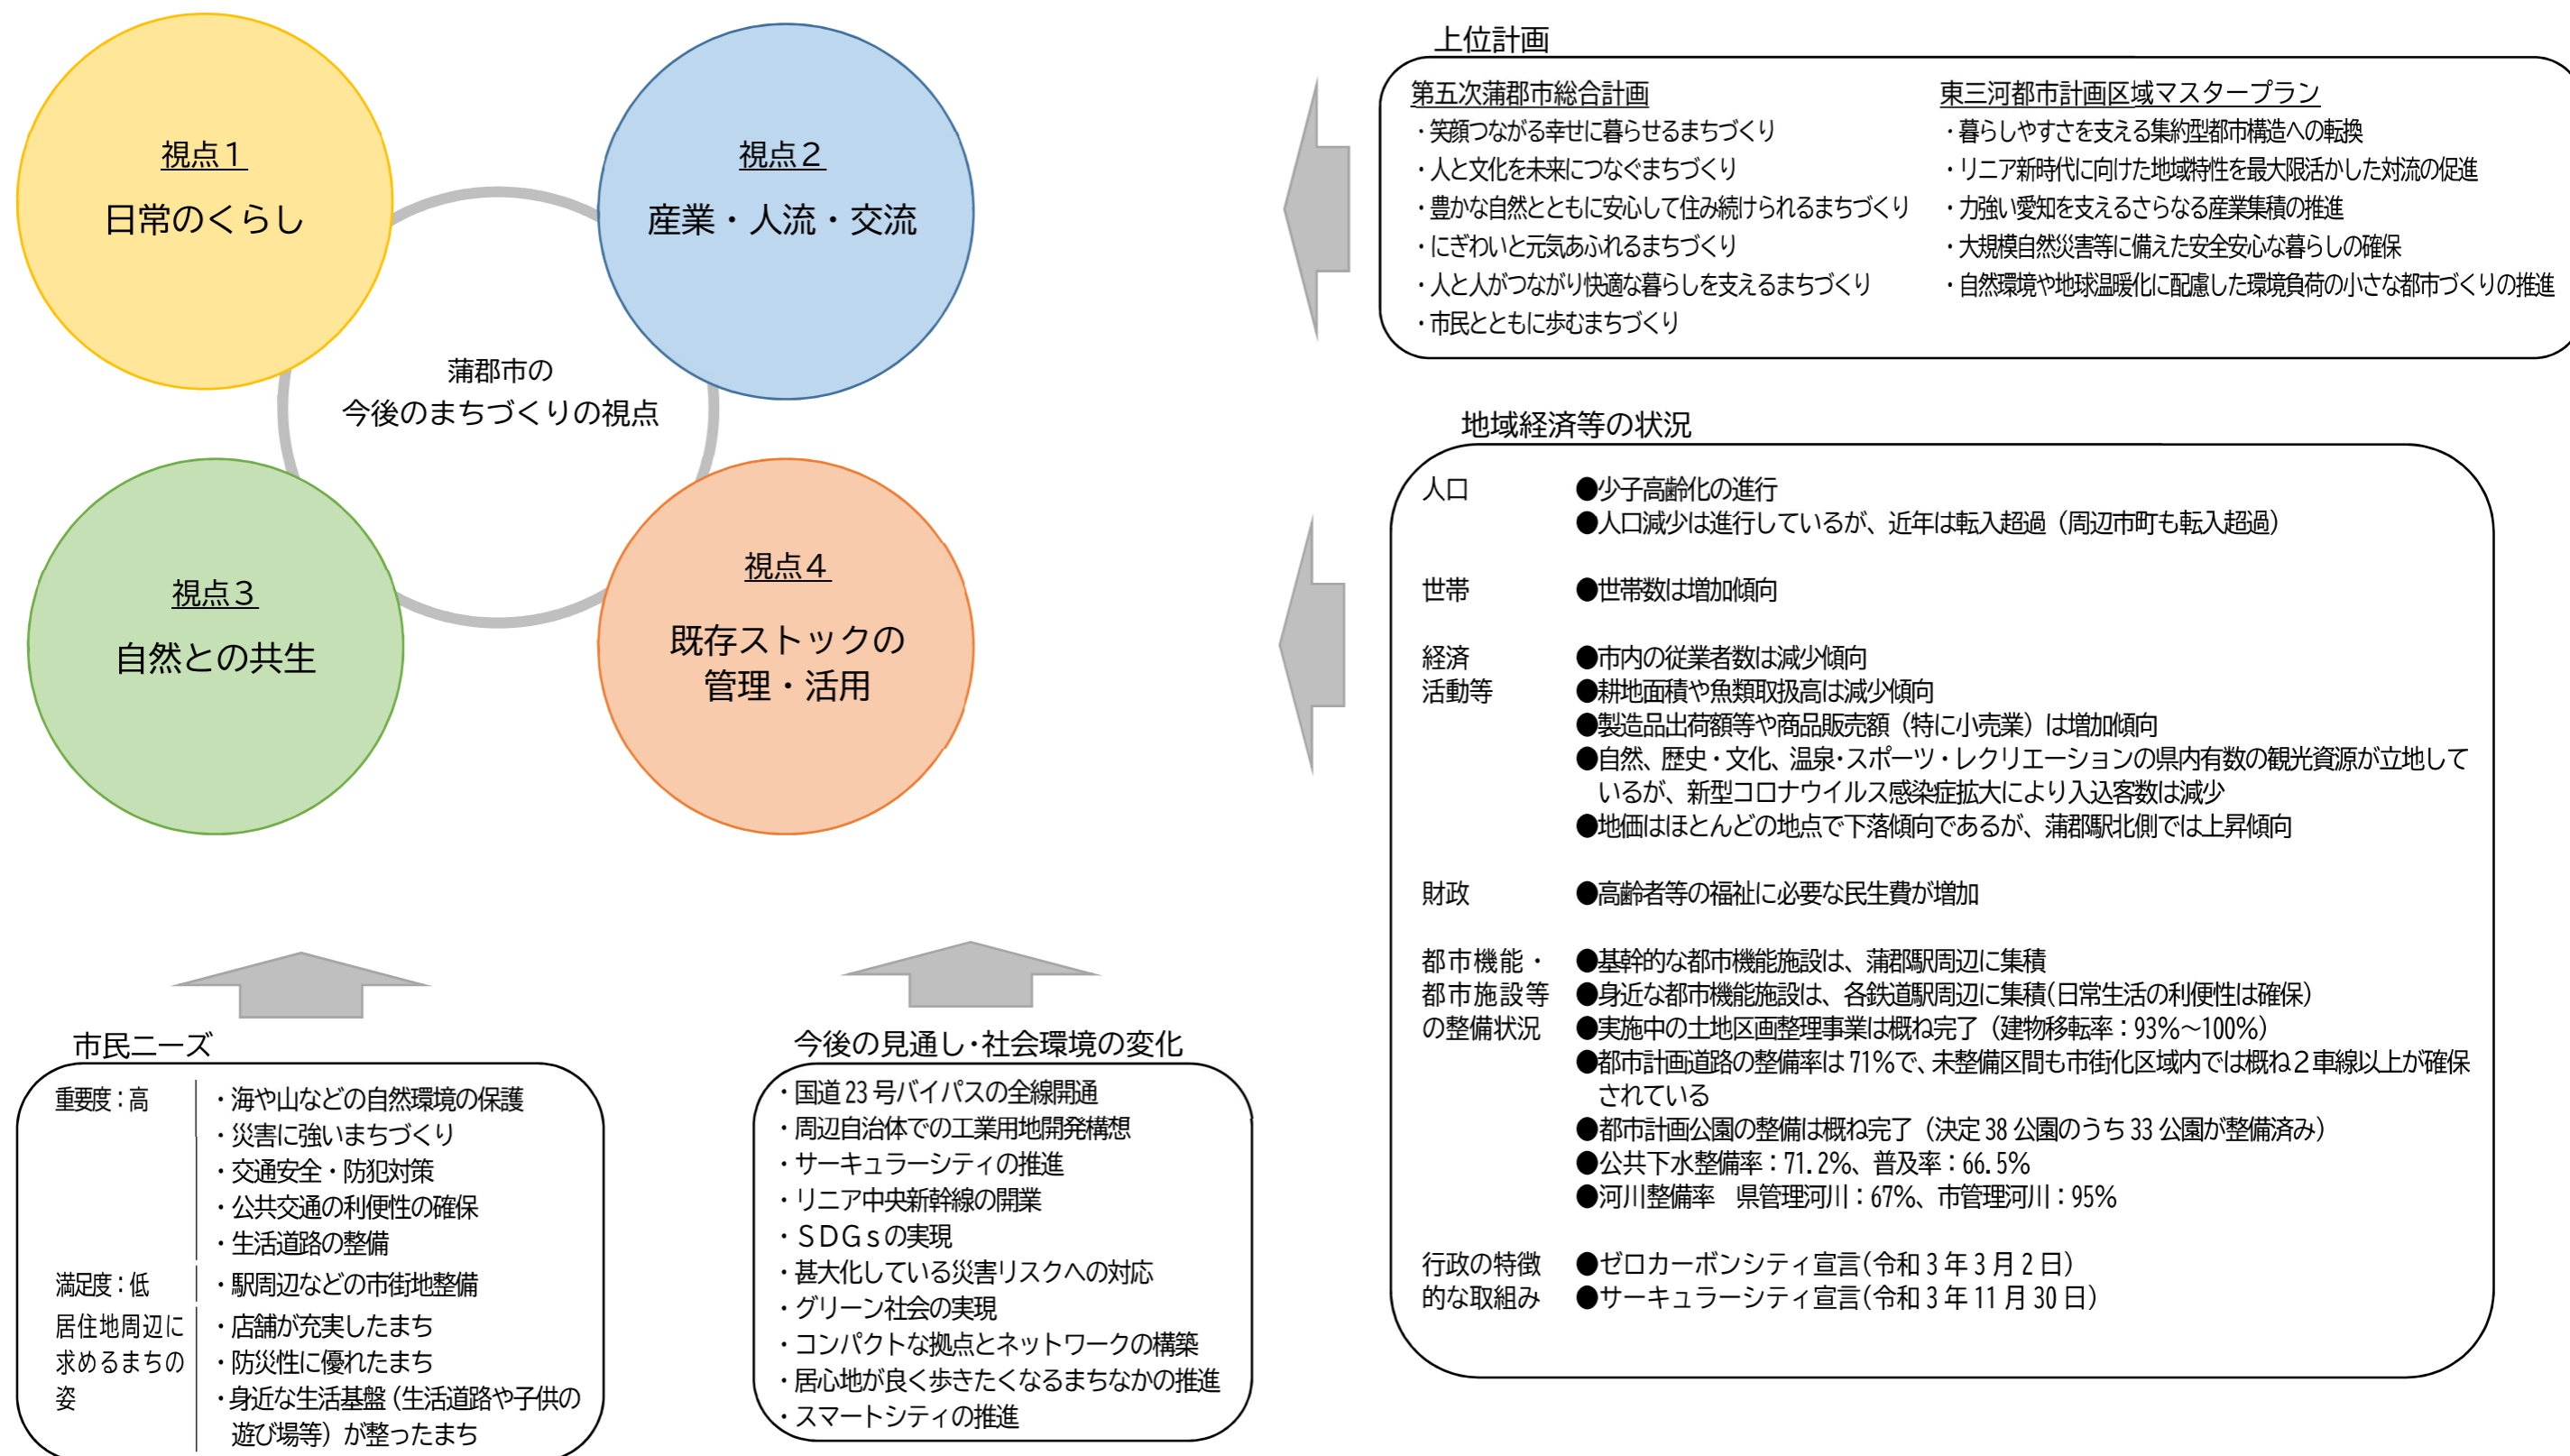 視点１
日常のくらし
視点２
産業・人流・交流
蒲郡市の
今後のまちづくりの視点
視点３
自然との共生
視点４
既存ストックの
管理・活用
上位計画
第五次蒲郡市総合計画
・笑顔つながる幸せに暮らせるまちづくり
・人と文化を未来につなぐまちづくり
・豊かな自然とともに安心して住み続けられるまちづくり
・にぎわいと元気あふれるまちづくり
・人と人がつながり快適な暮らしを支えるまちづくり
・市民とともに歩むまちづくり
東三河都市計画区域マスタープラン
・暮らしやすさを支える集約型都市構造への転換
・リニア新時代に向けた地域特性を最大限活かした対流の促進
・力強い愛知を支えるさらなる産業集積の推進
・大規模自然災害等に備えた安全安心な暮らしの確保
・自然環境や地球温暖化に配慮した環境負荷の小さな都市づくりの推進
地域経済等の状況
人口 ●少子高齢化の進行
●人口減少は進行しているが、近年は転入超過（周辺市町も転入超過）
世帯 ●世帯数は増加傾向
経済 ●市内の従業者数は減少傾向
活動等 ●耕地面積や魚類取扱高は減少傾向
●製造品出荷額等や商品販売額（特に小売業）は増加傾向
●自然、歴史・文化、温泉・スポーツ・レクリエーションの県内有数の観光資源が立地して
いるが、新型コロナウイルス感染症拡大により入込客数は減少
●地価はほとんどの地点で下落傾向であるが、蒲郡駅北側では上昇傾向
財政 ●高齢者等の福祉に必要な民生費が増加
都市機能・ ●基幹的な都市機能施設は、蒲郡駅周辺に集積
都市施設等 ●身近な都市機能施設は、各鉄道駅周辺に集積(日常生活の利便性は確保)
の整備状況 ●実施中の土地区画整理事業は概ね完了（建物移転率：93％～100％）
●都市計画道路の整備率は 71％で、未整備区間も市街化区域内では概ね２車線以上が確保
されている
●都市計画公園の整備は概ね完了（決定 38 公園のうち 33 公園が整備済み）
●公共下水整備率：71.2％、普及率：66.5％
●河川整備率　県管理河川：67％、市管理河川：95％
行政の特徴 ●ゼロカーボンシティ宣言(令和 3 年 3 月 2 日)
的な取組み ●サーキュラーシティ宣言(令和 3 年 11 月 30 日)
市民ニーズ
重要度：高 ・海や山などの自然環境の保護
・災害に強いまちづくり
・交通安全・防犯対策
・公共交通の利便性の確保
・生活道路の整備
満足度：低 ・駅周辺などの市街地整備
居住地周辺に ・店舗が充実したまち
求めるまちの ・防災性に優れたまち
姿 ・身近な生活基盤（生活道路や子供の
遊び場等）が整ったまち
今後の見通し・社会環境の変化
・国道 23 号バイパスの全線開通
・周辺自治体での工業用地開発構想
・サーキュラーシティの推進
・リニア中央新幹線の開業
・ＳＤＧｓの実現
・甚大化している災害リスクへの対応
・グリーン社会の実現
・コンパクトな拠点とネットワークの構築
・居心地が良く歩きたくなるまちなかの推進
・スマートシティの推進